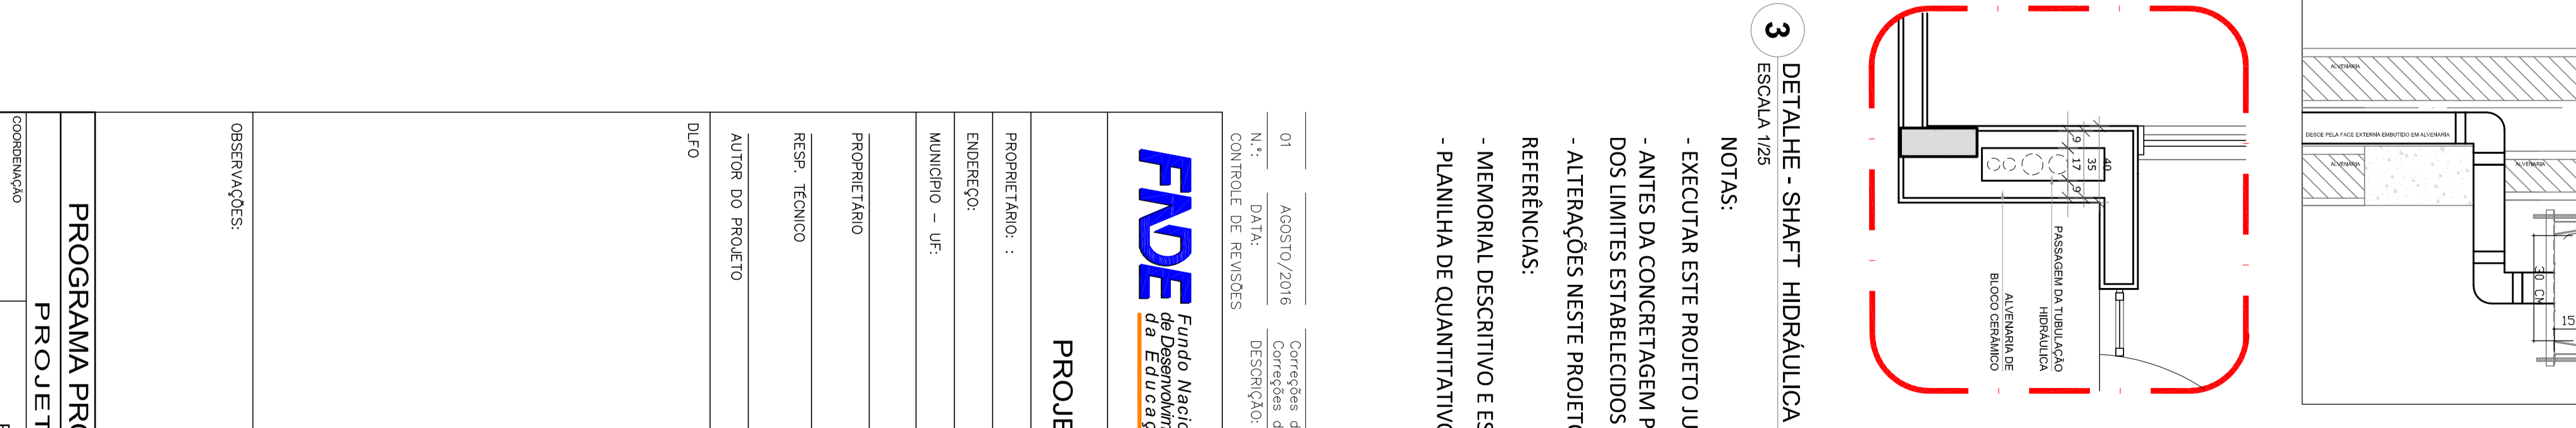 ALVENARIA
DESCE PELA FACE EXTERNA EMBUTIDO EM ALVENARIA
ALVENARIA
ALVENARIA
30 CM
15
40
35
9 17 9
PASSAGEM DA TUBULAÇÃO
HIDRÁULICA
ALVENARIA DE
BLOCO CERÂMICO
3
DETALHE - SHAFT HIDRÁULICA
ESCALA 1/25
NOTAS:
- EXECUTAR ESTE PROJETO JU
- ANTES DA CONCRETAGEM P
DOS LIMITES ESTABELECIDOS
- ALTERAÇÕES NESTE PROJETO
REFERÊNCIAS:
- MEMORIAL DESCRITIVO E ES
- PLANILHA DE QUANTITATIVO
01 AGOSTO/2016 Correções d
Correções d
N.º: DATA: DESCRIÇÃO:
CONTROLE DE REVISÕES
FNDE
Fundo Nacio
de Desenvolvim
da Educaç
PROJE
PROPRIETÁRIO: :
ENDEREÇO:
MUNICÍPIO – UF:
PROPRIETÁRIO
RESP. TÉCNICO
AUTOR DO PROJETO
DLFO
OBSERVAÇÕES:
PROGRAMA PRO
PROJET
COORDENAÇÃO